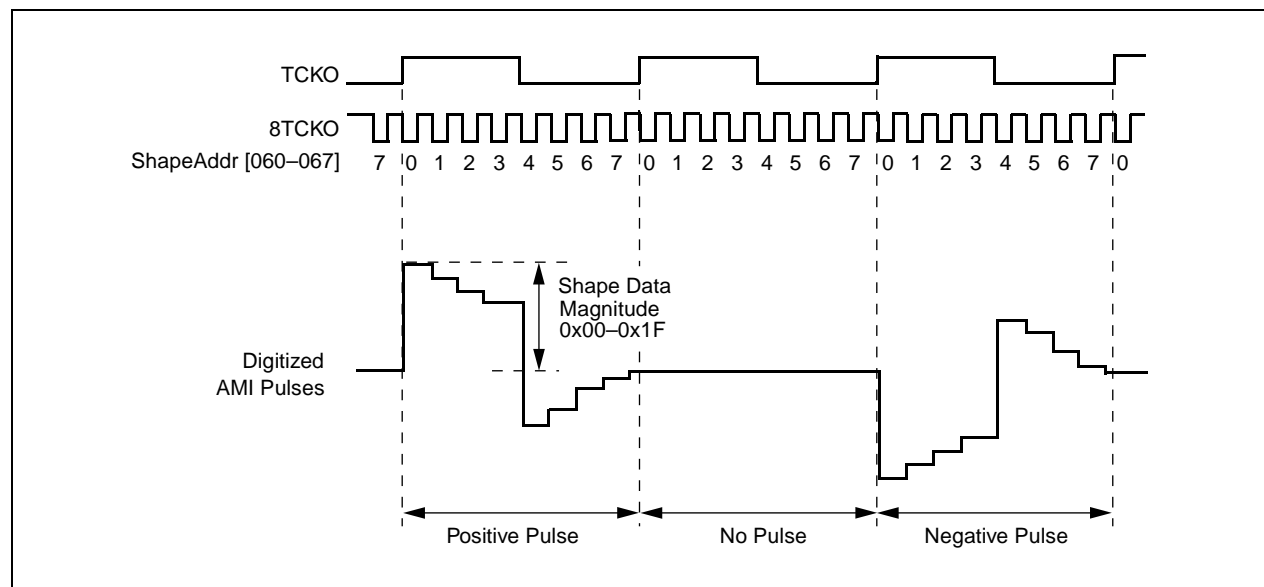 TCKO
8TCKO
ShapeAddr [060–067] 7 0 1 2 3 4 5 6 7 0 1 2 3 4 5 6 7 0 1 2 3 4 5 6 7 0
Shape Data
Magnitude
0x00–0x1F
Digitized
AMI Pulses
Positive Pulse No Pulse Negative Pulse